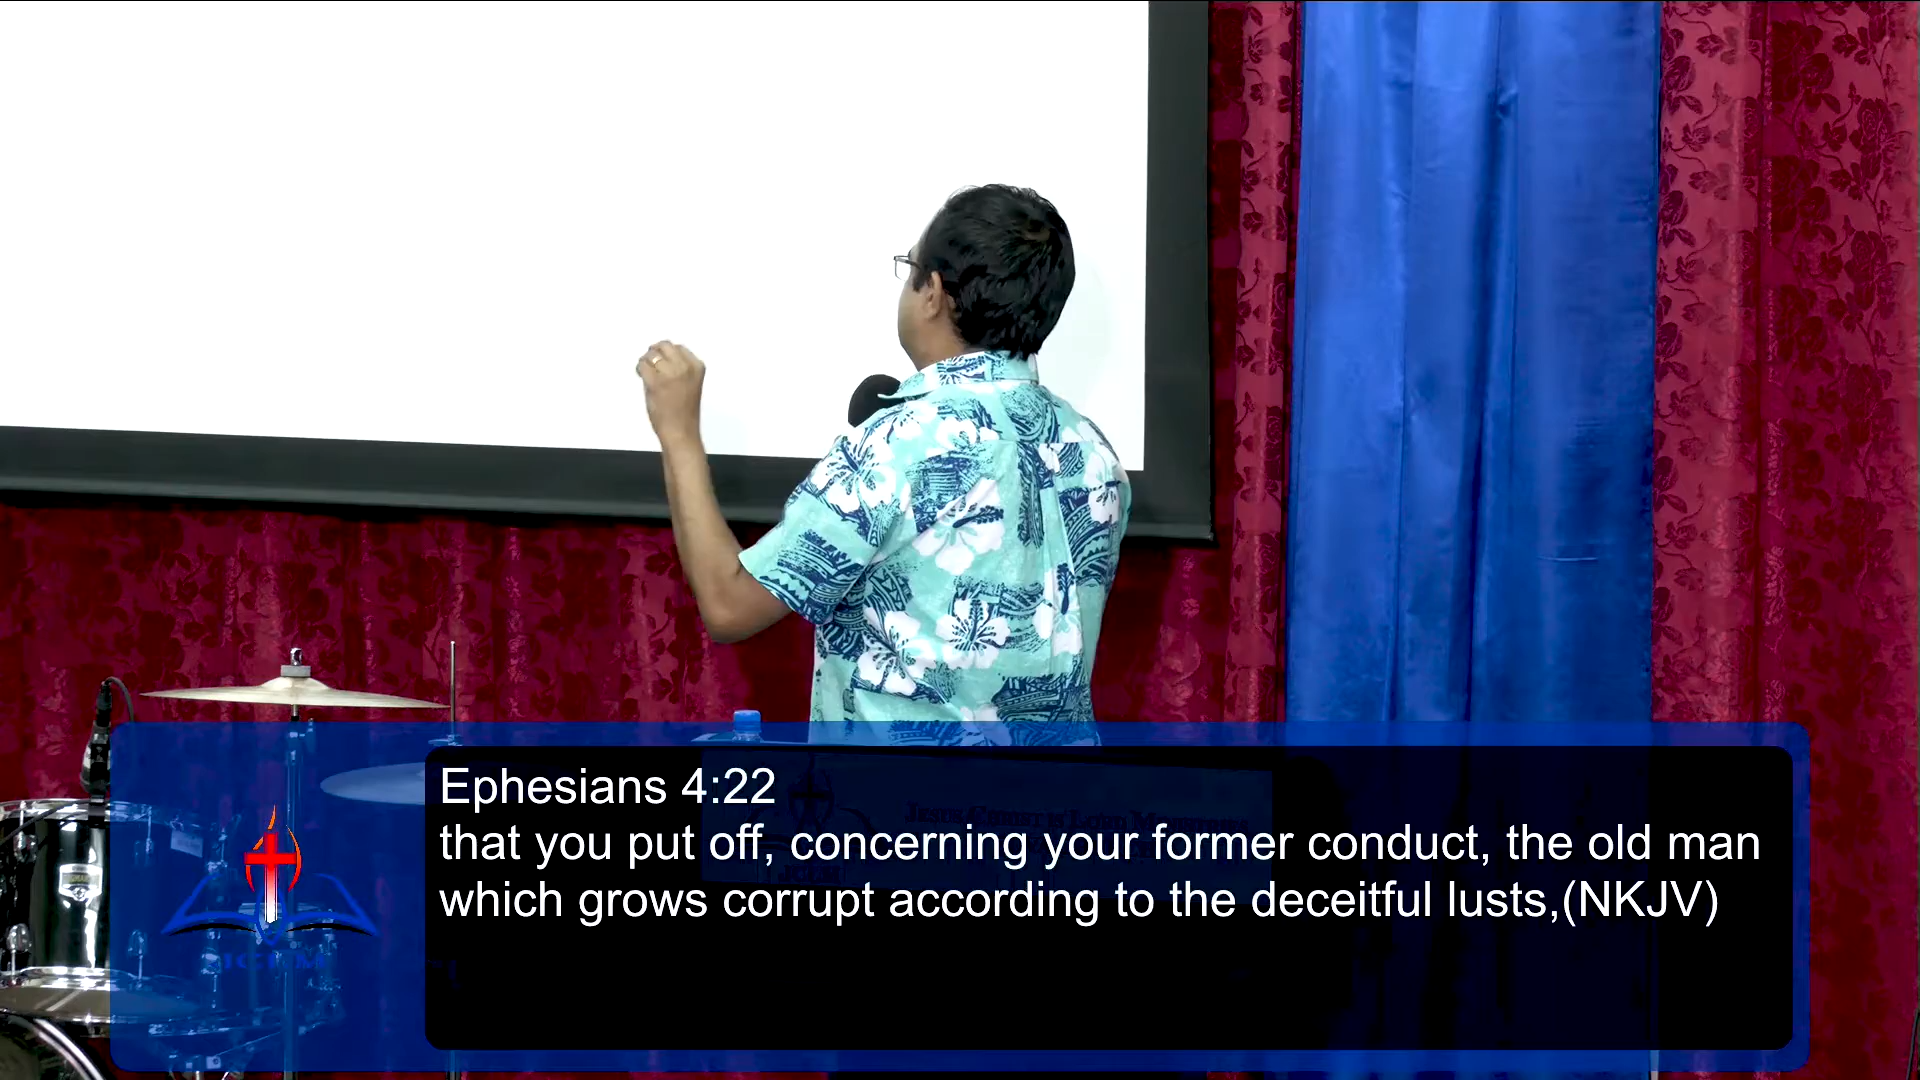 Ephesians 4:22
that you put off, concerning your former conduct, the old man
which grows corrupt according to the deceitful lusts,(NKJV)